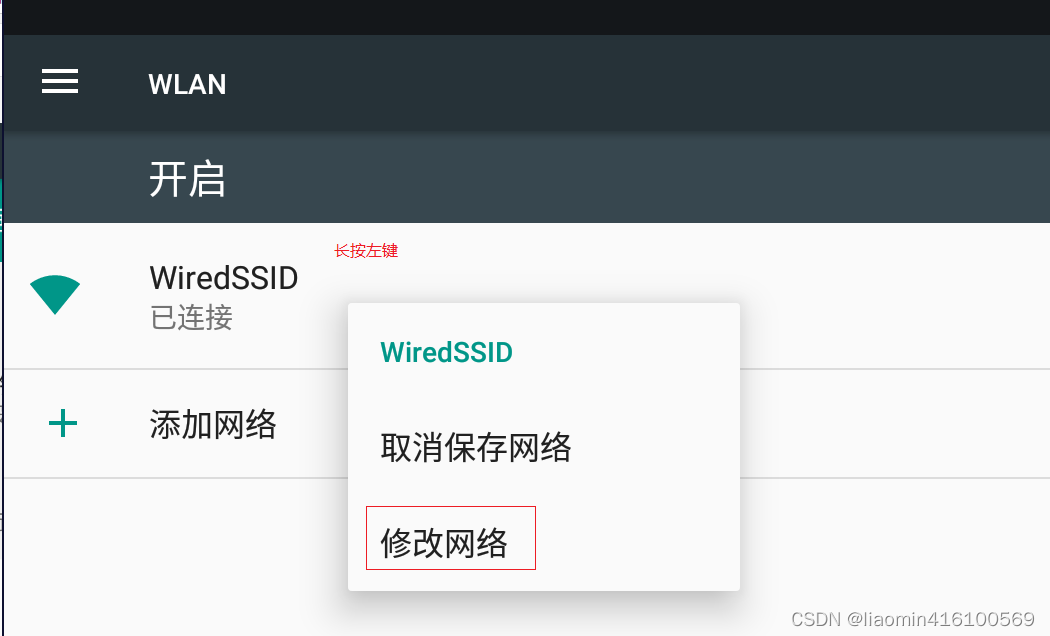 WLAN
开启
长按左键
WiredSSID
已连接
WiredSSID
添加网络
取消保存网络
修改网络
CSDN @liaomin416100569